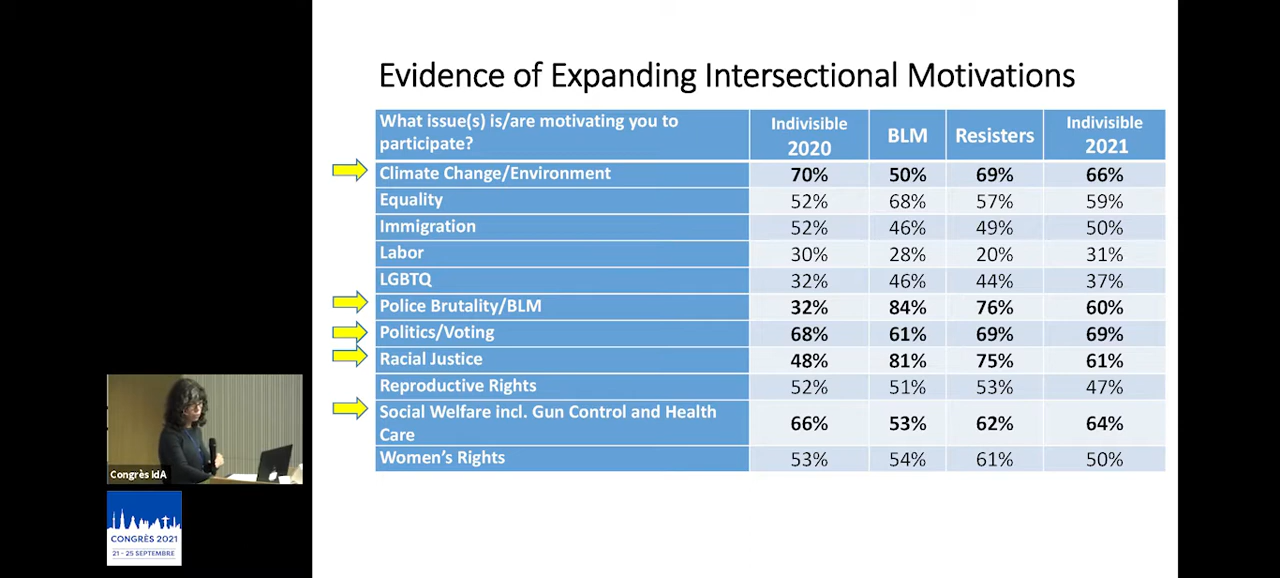 Evidence of Expanding Intersectional Motivations
What issue(s) is/are motivating you to participate? Indivisible 2020 BLM Resisters Indivisible 2021
Climate Change/Environment 70% 50% 69% 66%
Equality 52% 68% 57% 59%
Immigration 52% 46% 49% 50%
Labor 30% 28% 20% 31%
LGBTQ 32% 46% 44% 37%
Police Brutality/BLM 32% 84% 76% 60%
Politics/Voting 68% 61% 69% 69%
Racial Justice 48% 81% 75% 61%
Reproductive Rights 52% 51% 53% 47%
Social Welfare incl. Gun Control and Health Care 66% 53% 62% 64%
Women's Rights 53% 54% 61% 50%
Congrès IdA
CONGRÈS 2021
21 - 25 SEPTEMBRE